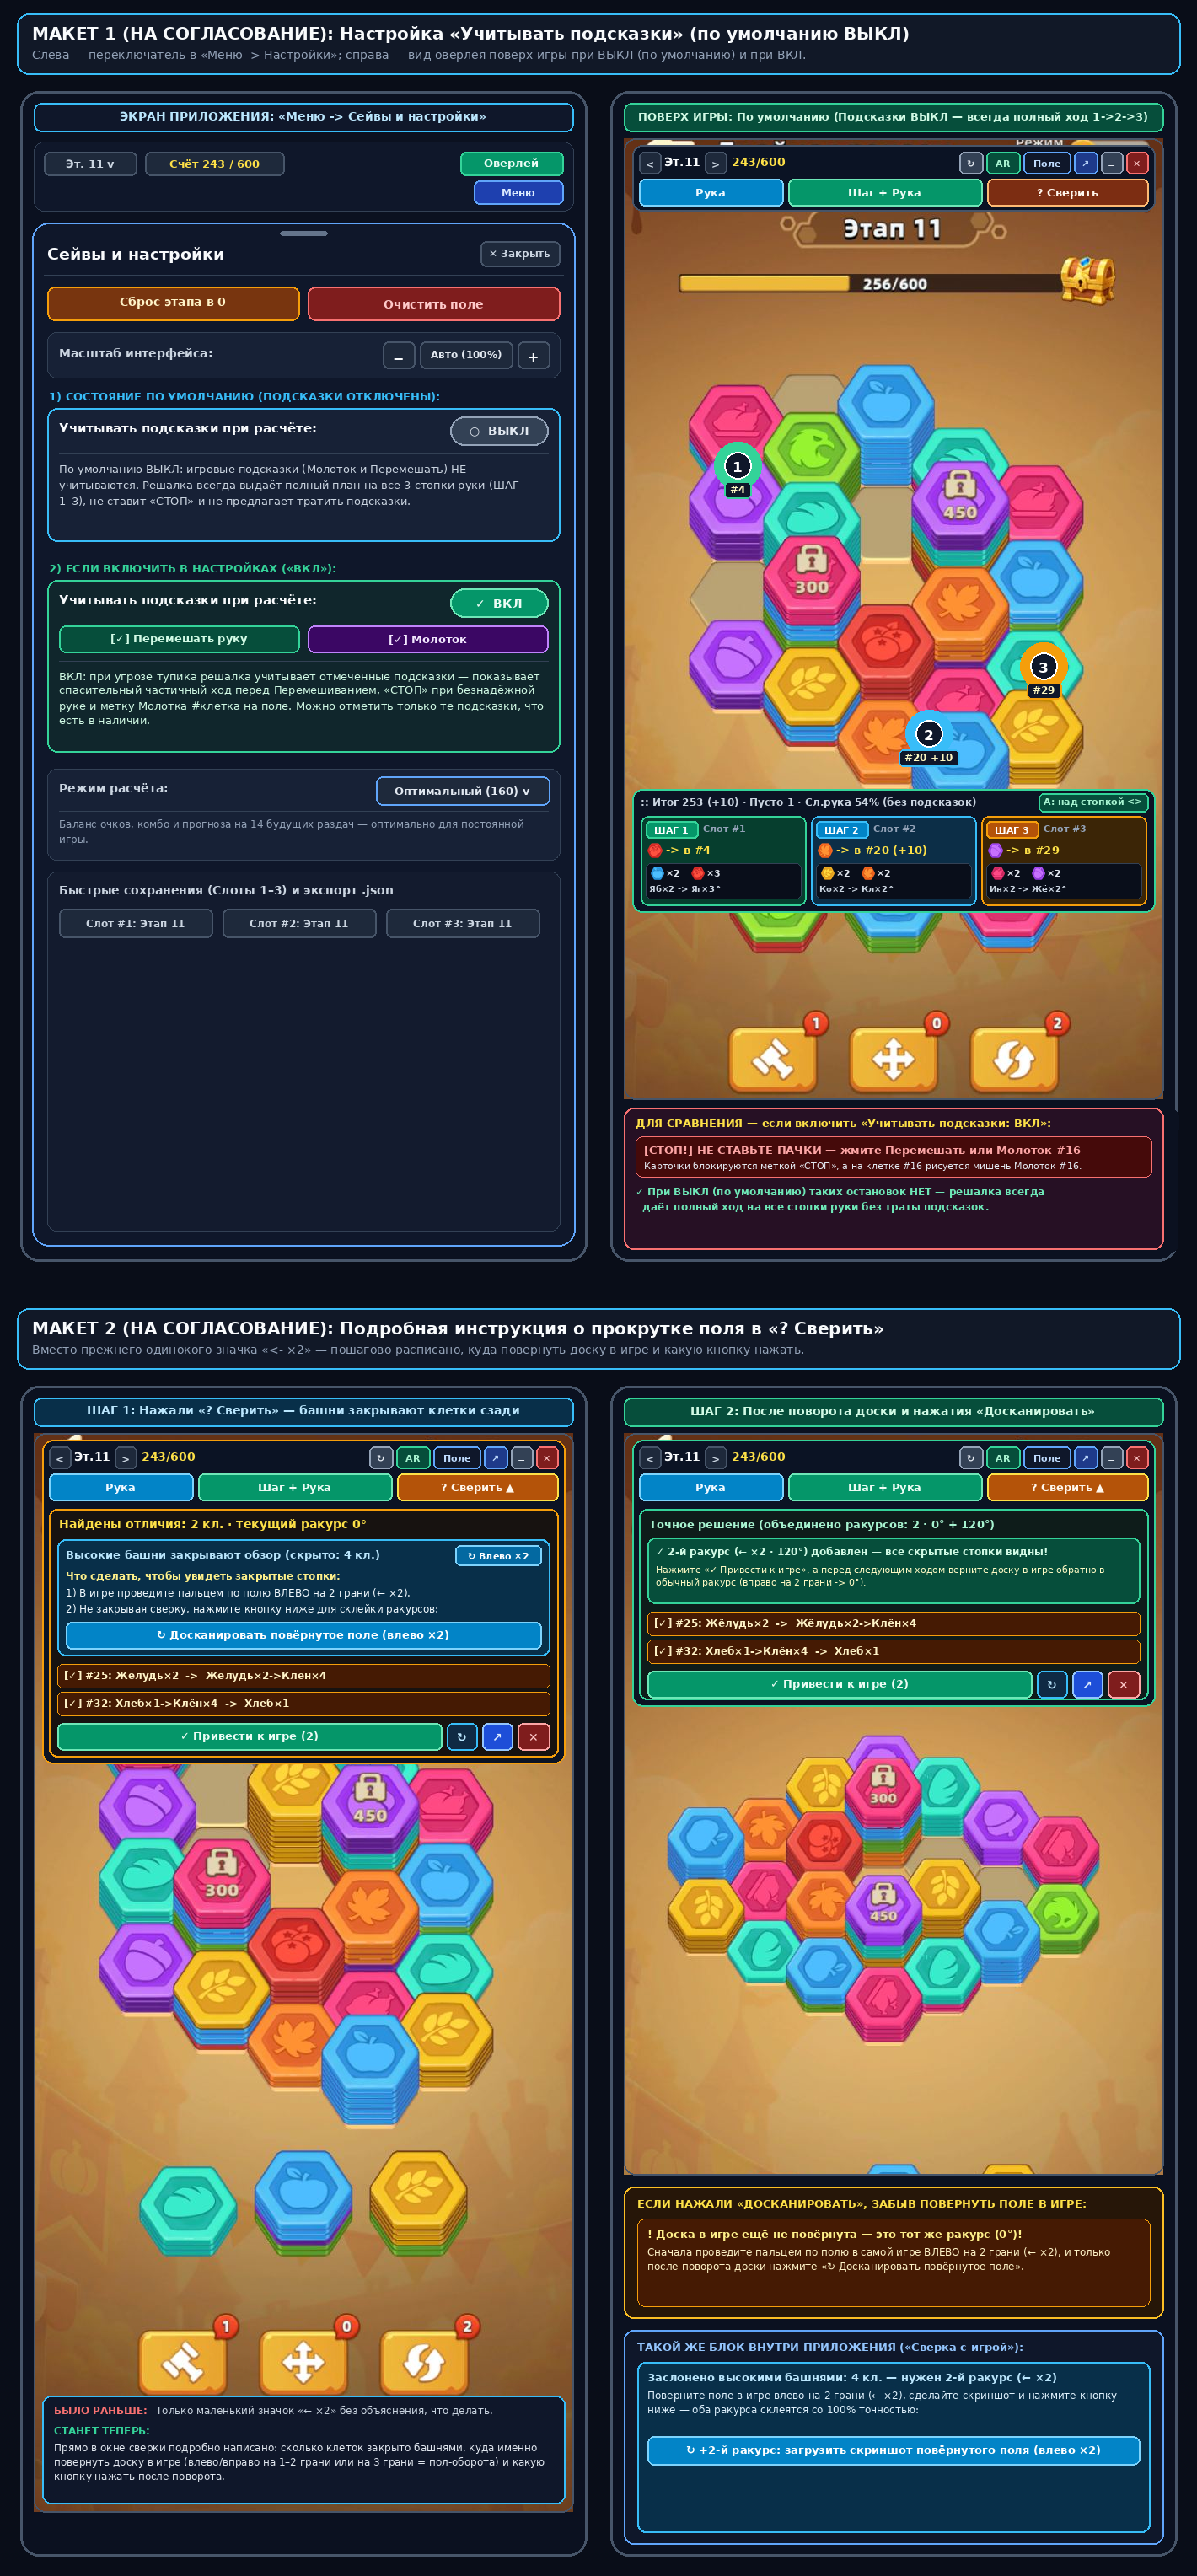 МАКЕТ 1 (НА СОГЛАСОВАНИЕ): Настройка «Учитывать подсказки» (по умолчанию ВЫКЛ)
Слева — переключатель в «Меню -> Настройки»; справа — вид оверлея поверх игры при ВЫКЛ (по умолчанию) и при ВКЛ.
ЭКРАН ПРИЛОЖЕНИЯ: «Меню -> Сейвы и настройки»
Эт. 11 v
Счёт 243 / 600
Оверлей
Меню
Сейвы и настройки
✕ Закрыть
Сброс этапа в 0
Очистить поле
Масштаб интерфейса:
−
Авто (100%)
+
1) СОСТОЯНИЕ ПО УМОЛЧАНИЮ (ПОДСКАЗКИ ОТКЛЮЧЕНЫ):
Учитывать подсказки при расчёте:
○ ВЫКЛ
По умолчанию ВЫКЛ: игровые подсказки (Молоток и Перемешать) НЕ
учитываются. Решалка всегда выдаёт полный план на все 3 стопки руки (ШАГ
1–3), не ставит «СТОП» и не предлагает тратить подсказки.
2) ЕСЛИ ВКЛЮЧИТЬ В НАСТРОЙКАХ («ВКЛ»):
Учитывать подсказки при расчёте:
✓ ВКЛ
[✓] Перемешать руку
[✓] Молоток
ВКЛ: при угрозе тупика решалка учитывает отмеченные подсказки — показывает
спасительный частичный ход перед Перемешиванием, «СТОП» при безнадёжной
руке и метку Молотка #клетка на поле. Можно отметить только те подсказки, что
есть в наличии.
Режим расчёта:
Оптимальный (160) v
Баланс очков, комбо и прогноза на 14 будущих раздач — оптимально для постоянной
игры.
Быстрые сохранения (Слоты 1–3) и экспорт .json
Слот #1: Этап 11
Слот #2: Этап 11
Слот #3: Этап 11
ПОВЕРХ ИГРЫ: По умолчанию (Подсказки ВЫКЛ — всегда полный ход 1->2->3)
< Эт.11 > 243/600
↻
AR
Поле
↗
−
✕
Рука
Шаг + Рука
? Сверить
Этап 11
256/600
450
300
1
#4
3
#29
2
#20 +10
:: Итог 253 (+10) · Пусто 1 · Сл.рука 54% (без подсказок)
А: над стопкой <>
ШАГ 1 Слот #1
-> в #4
×2 ×3
Яб×2 -> Яг×3^
ШАГ 2 Слот #2
-> в #20 (+10)
×2 ×2
Ко×2 -> Кл×2^
ШАГ 3 Слот #3
-> в #29
×2 ×2
Ин×2 -> Жё×2^
1
0
2
ДЛЯ СРАВНЕНИЯ — если включить «Учитывать подсказки: ВКЛ»:
[СТОП!] НЕ СТАВЬТЕ ПАЧКИ — жмите Перемешать или Молоток #16
Карточки блокируются меткой «СТОП», а на клетке #16 рисуется мишень Молоток #16.
✓ При ВЫКЛ (по умолчанию) таких остановок НЕТ — решалка всегда
даёт полный ход на все стопки руки без траты подсказок.
МАКЕТ 2 (НА СОГЛАСОВАНИЕ): Подробная инструкция о прокрутке поля в «? Сверить»
Вместо прежнего одинокого значка «<- ×2» — пошагово расписано, куда повернуть доску в игре и какую кнопку нажать.
ШАГ 1: Нажали «? Сверить» — башни закрывают клетки сзади
< Эт.11 > 243/600
↻
AR
Поле
↗
−
✕
Рука
Шаг + Рука
? Сверить ▲
Найдены отличия: 2 кл. · текущий ракурс 0°
Высокие башни закрывают обзор (скрыто: 4 кл.)
↻ Влево ×2
Что сделать, чтобы увидеть закрытые стопки:
1) В игре проведите пальцем по полю ВЛЕВО на 2 грани (← ×2).
2) Не закрывая сверку, нажмите кнопку ниже для склейки ракурсов:
↻ Досканировать повёрнутое поле (влево ×2)
[✓] #25: Жёлудь×2 -> Жёлудь×2->Клён×4
[✓] #32: Хлеб×1->Клён×4 -> Хлеб×1
✓ Привести к игре (2)
↻
↗
✕
450
300
1
0
2
БЫЛО РАНЬШЕ: Только маленький значок «← ×2» без объяснения, что делать.
СТАНЕТ ТЕПЕРЬ:
Прямо в окне сверки подробно написано: сколько клеток закрыто башнями, куда именно
повернуть доску в игре (влево/вправо на 1–2 грани или на 3 грани = пол-оборота) и какую
кнопку нажать после поворота.
ШАГ 2: После поворота доски и нажатия «Досканировать»
< Эт.11 > 243/600
↻
AR
Поле
↗
−
✕
Рука
Шаг + Рука
? Сверить ▲
Точное решение (объединено ракурсов: 2 · 0° + 120°)
✓ 2-й ракурс (← ×2 · 120°) добавлен — все скрытые стопки видны!
Нажмите «✓ Привести к игре», а перед следующим ходом верните доску в игре обратно в
обычный ракурс (вправо на 2 грани -> 0°).
[✓] #25: Жёлудь×2 -> Жёлудь×2->Клён×4
[✓] #32: Хлеб×1->Клён×4 -> Хлеб×1
✓ Привести к игре (2)
↻
↗
✕
300
450
ЕСЛИ НАЖАЛИ «ДОСКАНИРОВАТЬ», ЗАБЫВ ПОВЕРНУТЬ ПОЛЕ В ИГРЕ:
! Доска в игре ещё не повёрнута — это тот же ракурс (0°)!
Сначала проведите пальцем по полю в самой игре ВЛЕВО на 2 грани (← ×2), и только
после поворота доски нажмите «↻ Досканировать повёрнутое поле».
ТАКОЙ ЖЕ БЛОК ВНУТРИ ПРИЛОЖЕНИЯ («Сверка с игрой»):
Заслонено высокими башнями: 4 кл. — нужен 2-й ракурс (← ×2)
Поверните поле в игре влево на 2 грани (← ×2), сделайте скриншот и нажмите кнопку
ниже — оба ракурса склеятся со 100% точностью:
↻ +2-й ракурс: загрузить скриншот повёрнутого поля (влево ×2)